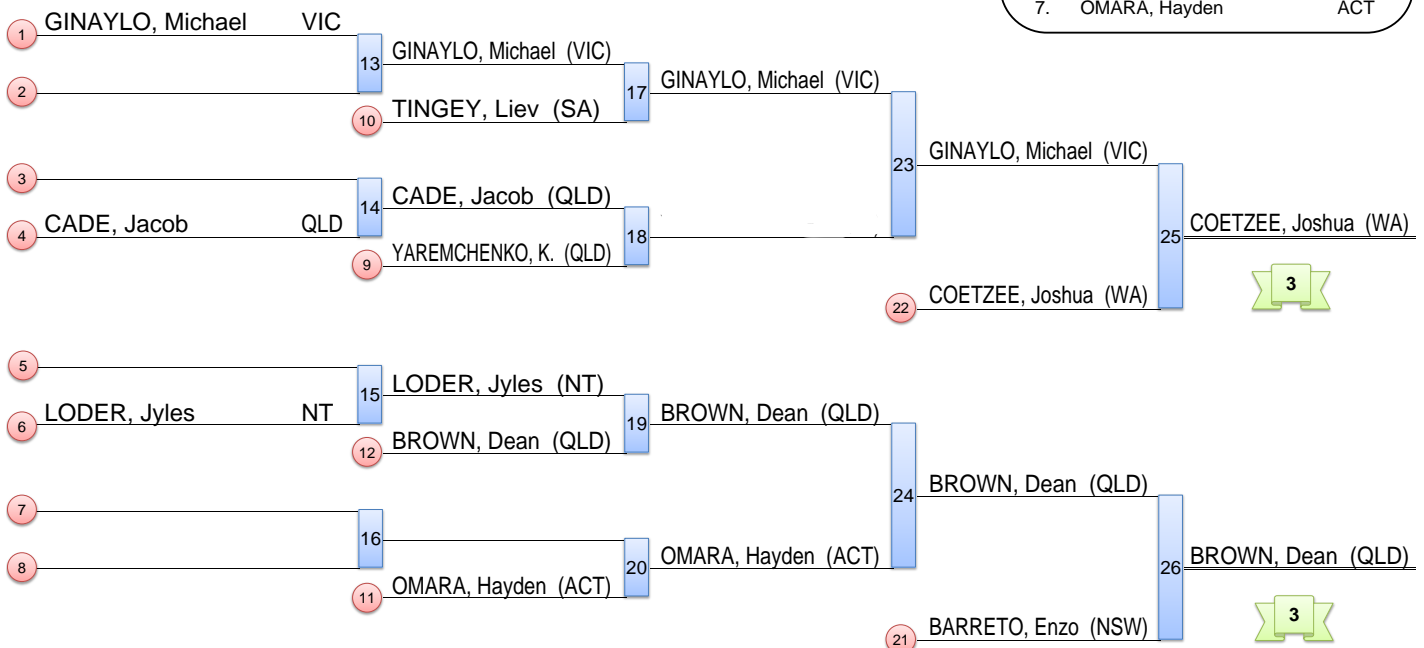 7. OMARA, Hayden ACT
1 GINAYLO, Michael VIC
13 GINAYLO, Michael (VIC)
2
17 GINAYLO, Michael (VIC)
10 TINGEY, Liev (SA)
23 GINAYLO, Michael (VIC)
3
14 CADE, Jacob (QLD)
4 CADE, Jacob QLD
18
9 YAREMCHENKO, K. (QLD)
25 COETZEE, Joshua (WA)
3
22 COETZEE, Joshua (WA)
5
15 LODER, Jyles (NT)
6 LODER, Jyles NT
19 BROWN, Dean (QLD)
12 BROWN, Dean (QLD)
24 BROWN, Dean (QLD)
7
16
8
20 OMARA, Hayden (ACT)
11 OMARA, Hayden (ACT)
26 BROWN, Dean (QLD)
3
21 BARRETO, Enzo (NSW)